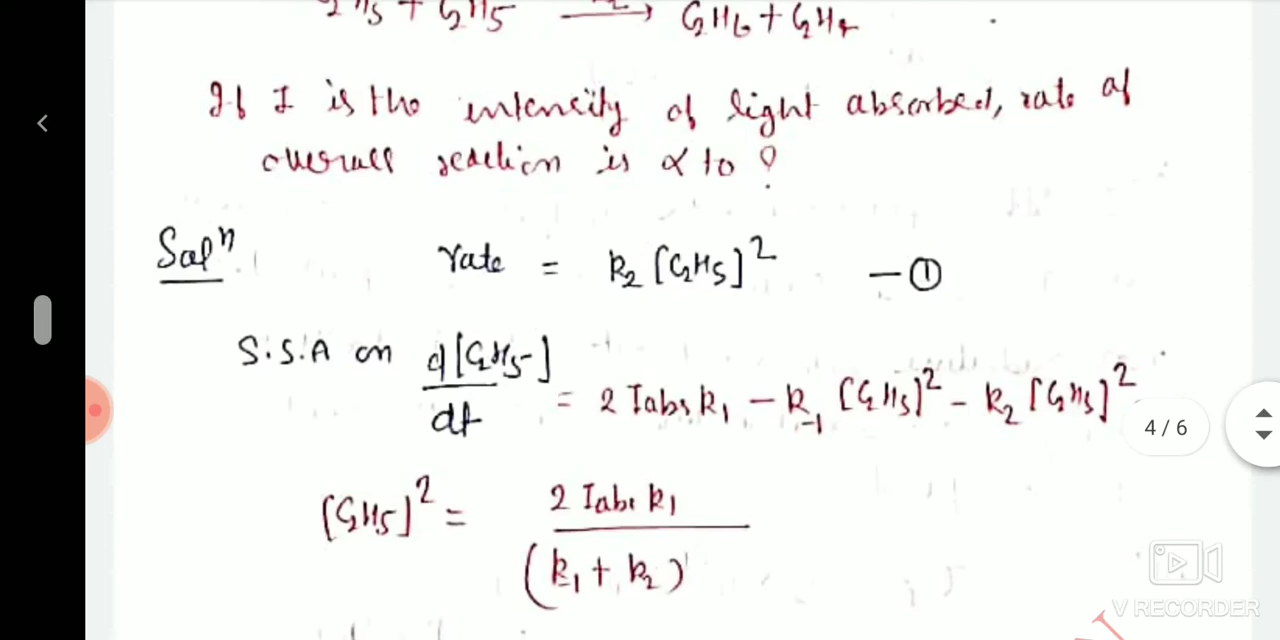 C2H5 + C2H5 → C2H6 + C2H4
If I is the intensity of light absorbed, rate of
overall reaction is ∝ to ?
Solⁿ rate = k2 [C2H5]² — ①
S.S.A on d[C2H5-]/dt = 2 Iabs k1 - k-1 [C2H5]² - k2 [C2H5]²
4 / 6
[C2H5]² = 2 Iabs k1 / (k1 + k2)
V RECORDER